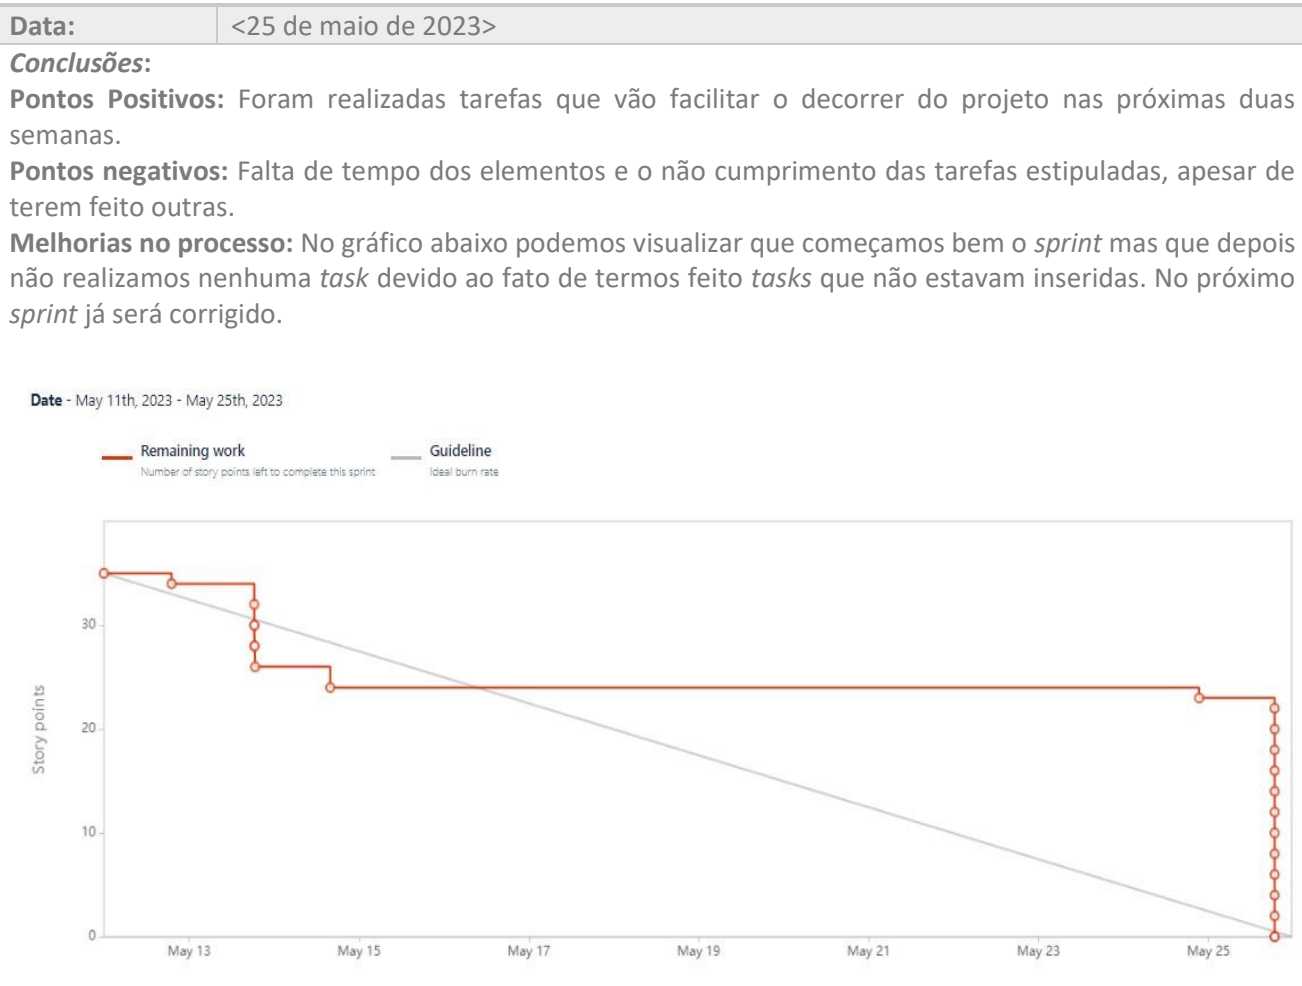 Data: <25 de maio de 2023>
Conclusões:
Pontos Positivos: Foram realizadas tarefas que vão facilitar o decorrer do projeto nas próximas duas
semanas.
Pontos negativos: Falta de tempo dos elementos e o não cumprimento das tarefas estipuladas, apesar de
terem feito outras.
Melhorias no processo: No gráfico abaixo podemos visualizar que começamos bem o sprint mas que depois
não realizamos nenhuma task devido ao fato de termos feito tasks que não estavam inseridas. No próximo
sprint já será corrigido.
Date - May 11th, 2023 - May 25th, 2023
Remaining work Guideline
Number of story points left to complete this sprint Ideal burn rate
Story points
30
20
10
0
May 13 May 15 May 17 May 19 May 21 May 23 May 25